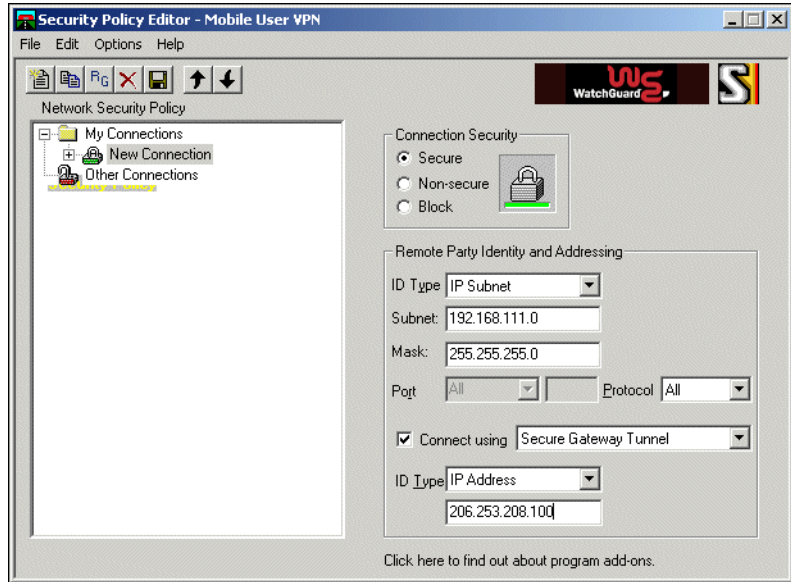 Security Policy Editor - Mobile User VPN
File Edit Options Help
RG
WatchGuard
Network Security Policy
My Connections
New Connection
Other Connections
Security Policy
Connection Security
Secure
Non-secure
Block
Remote Party Identity and Addressing
ID Type IP Subnet
Subnet: 192.168.111.0
Mask: 255.255.255.0
Port All Protocol All
Connect using Secure Gateway Tunnel
ID Type IP Address
206.253.208.100
Click here to find out about program add-ons.